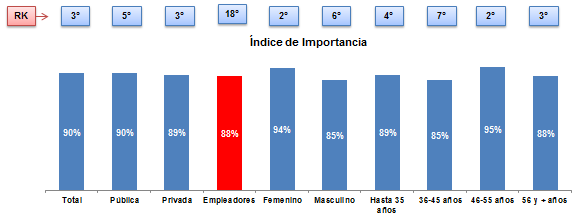 RK 3° 5° 3° 18° 2° 6° 4° 7° 2° 3°
Índice de Importancia
90% 90% 89% 88% 94% 85% 89% 85% 95% 88%
Total Pública Privada Empleadores Femenino Masculino Hasta 35 años 36-45 años 46-55 años 56 y + años